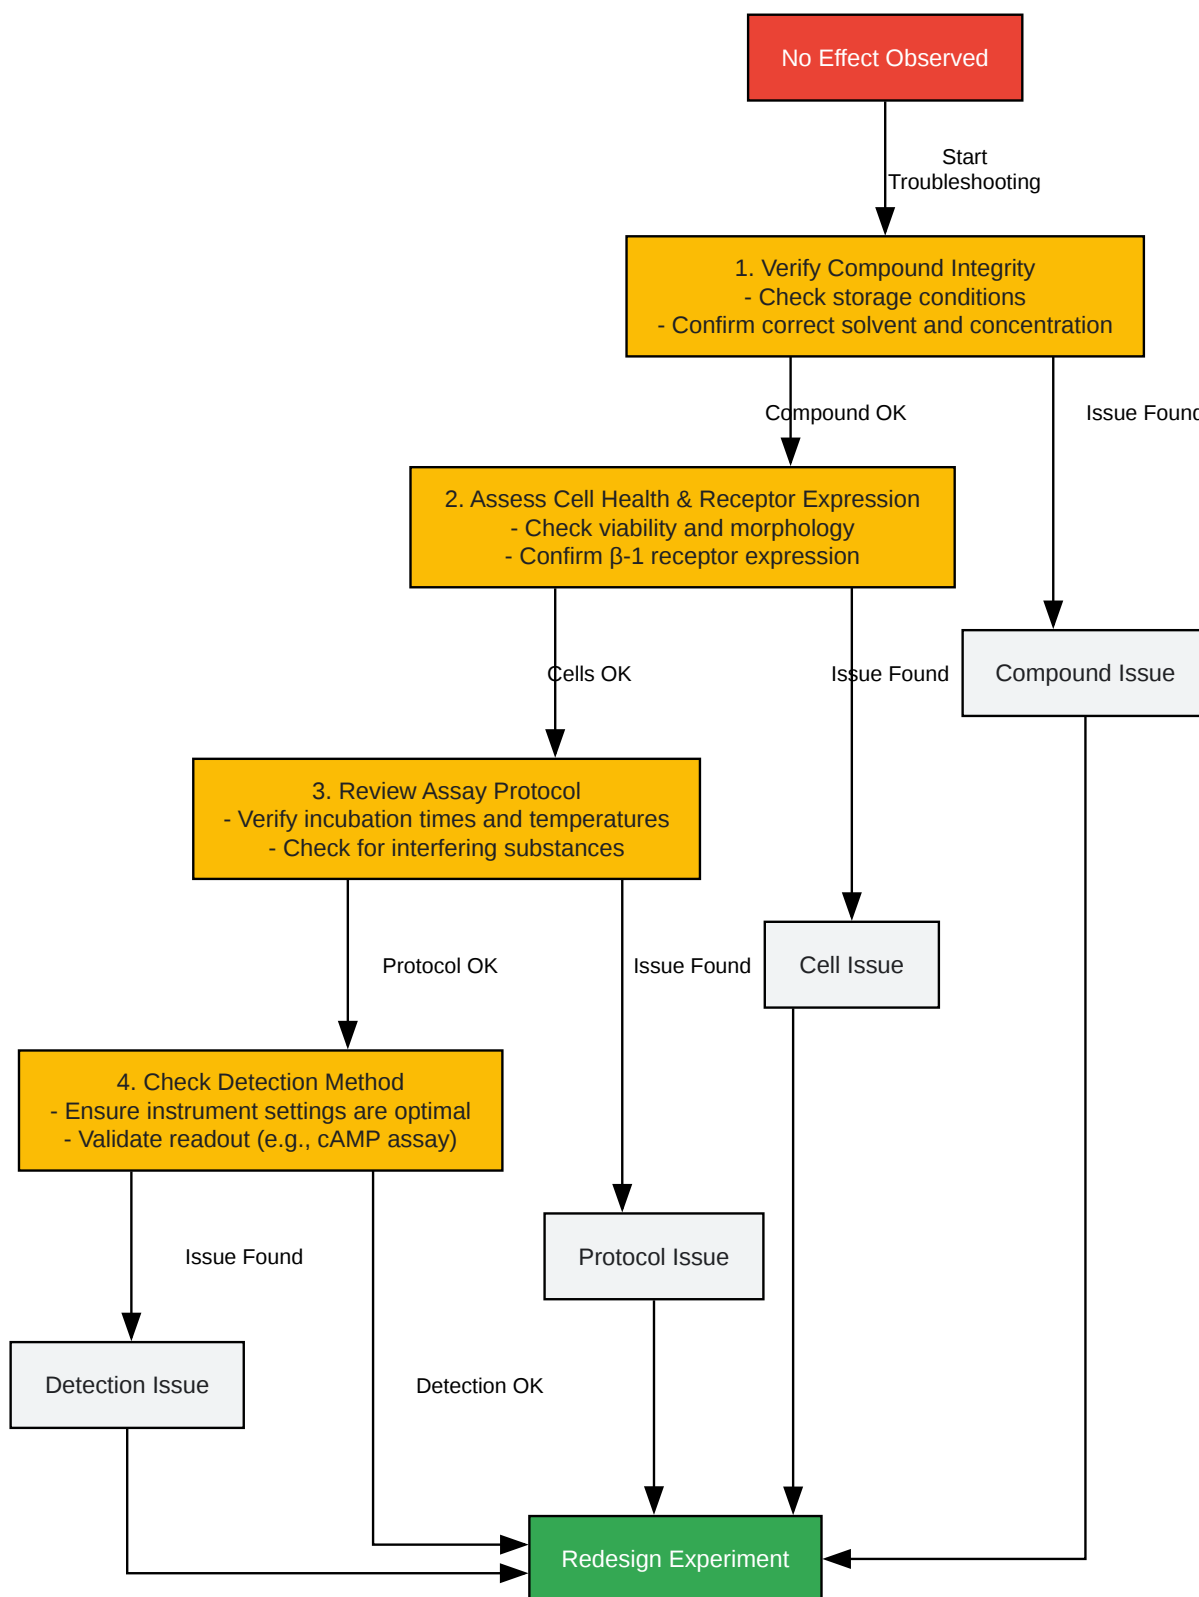 No Effect Observed
Start
Troubleshooting
1. Verify Compound Integrity
- Check storage conditions
- Confirm correct solvent and concentration
Compound OK
Issue Found
2. Assess Cell Health & Receptor Expression
- Check viability and morphology
- Confirm β-1 receptor expression
Cells OK
Issue Found
Compound Issue
3. Review Assay Protocol
- Verify incubation times and temperatures
- Check for interfering substances
Protocol OK
Issue Found
Cell Issue
4. Check Detection Method
- Ensure instrument settings are optimal
- Validate readout (e.g., cAMP assay)
Issue Found
Protocol Issue
Detection Issue
Detection OK
Redesign Experiment